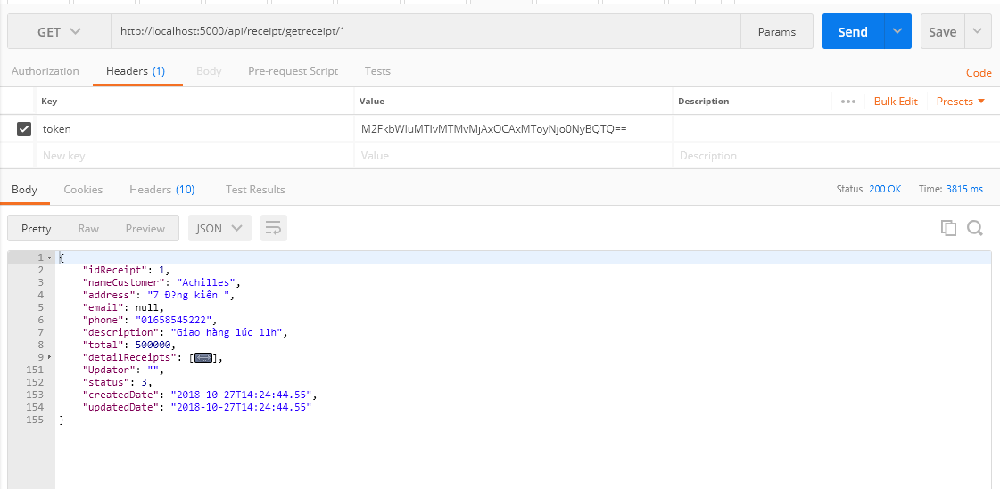 GET http://localhost:5000/api/receipt/getreceipt/1 Params Send Save
Authorization Headers (1) Body Pre-request Script Tests Code
Key Value Description ••• Bulk Edit Presets
token M2FkbWluMTIvMTMvMjAxOCAxMToyNjo0NyBQTQ==
New key Value Description
Body Cookies Headers (10) Test Results Status: 200 OK Time: 3815 ms
Pretty Raw Preview JSON
1 {
2 "idReceipt": 1,
3 "nameCustomer": "Achilles",
4 "address": "7 Đ?ng kiên ",
5 "email": null,
6 "phone": "01658545222",
7 "description": "Giao hàng lúc 11h",
8 "total": 500000,
9 "detailReceipts": [↔],
151 "Updator": "",
152 "status": 3,
153 "createdDate": "2018-10-27T14:24:44.55",
154 "updatedDate": "2018-10-27T14:24:44.55"
155 }